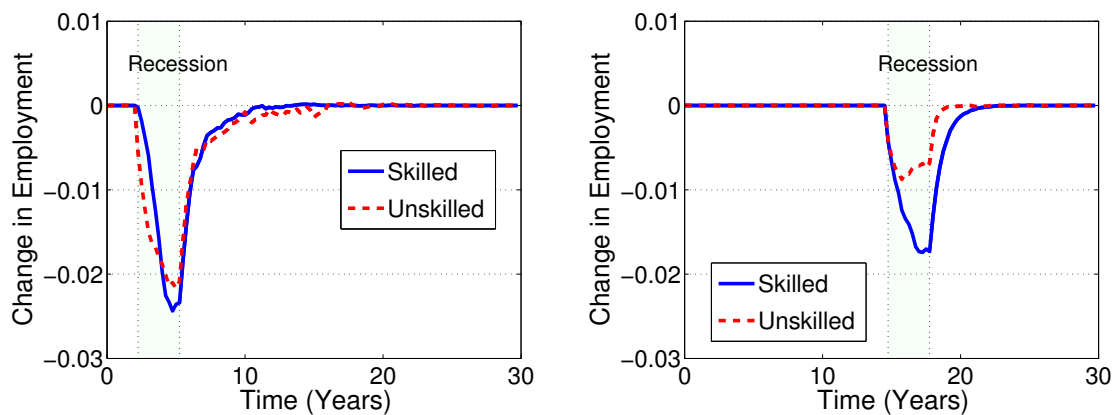 0.01
0
−0.01
−0.02
−0.03
Change in Employment
Recession
Skilled
Unskilled
0
10
20
30
Time (Years)
0.01
0
−0.01
−0.02
−0.03
Change in Employment
Recession
Skilled
Unskilled
0
10
20
30
Time (Years)